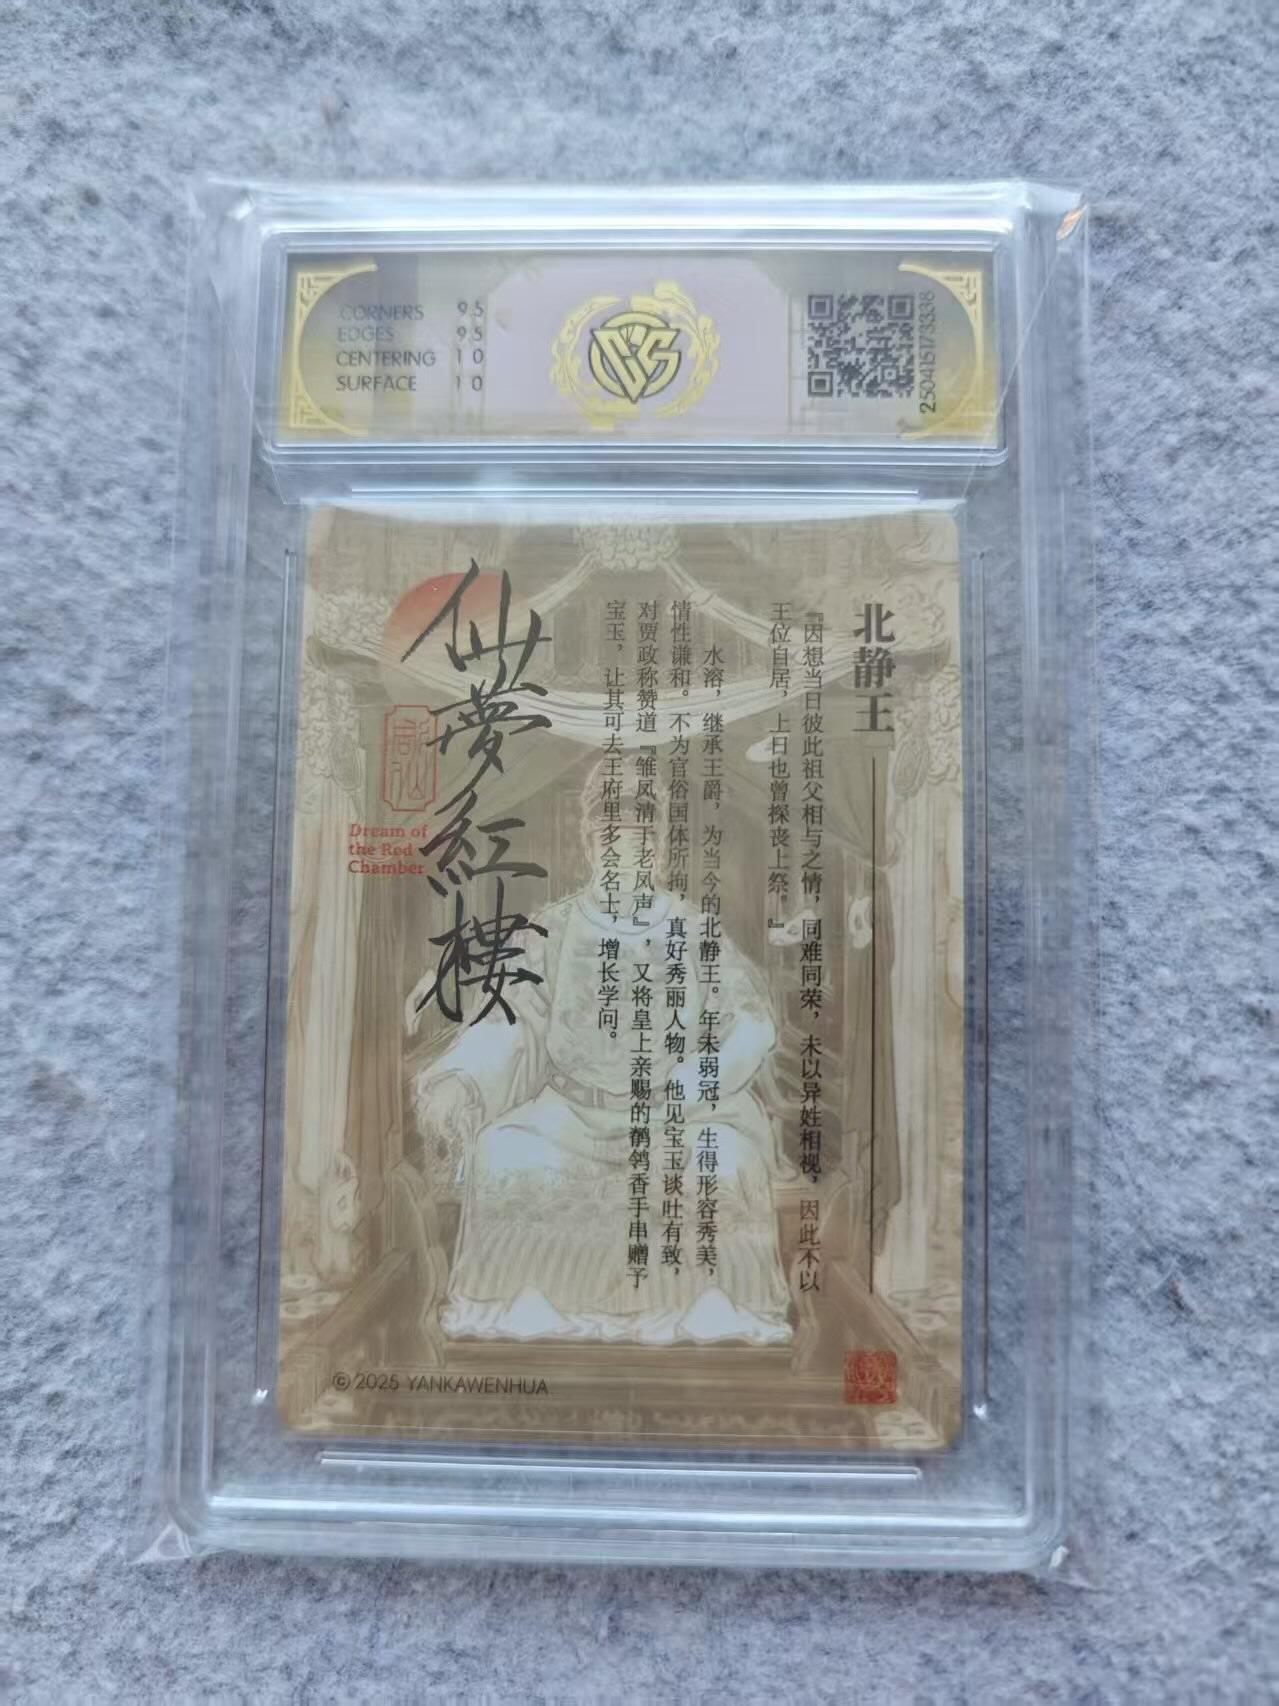 CORNERS 9.5
EDGES 9.5
CENTERING 10
SURFACE 10
CS
250415173338
北静王
『因想当日彼此祖父相与之情，同难同荣，未以异姓相视，因此不以
王位自居，上日也曾探丧上祭。』
水溶，继承王爵，为当今的北静王。年未弱冠，生得形容秀美，
情性谦和。不为官俗国体所拘，真好秀丽人物。他见宝玉谈吐有致，
对贾政称赞道『雏凤清于老凤声』，又将皇上亲赐的鹡鸰香手串赠予
宝玉，让其可去王府里多会名士，增长学问。
仙夢紅樓
Dream of
the Red
Chamber
© 2025 YANKAWENHUA